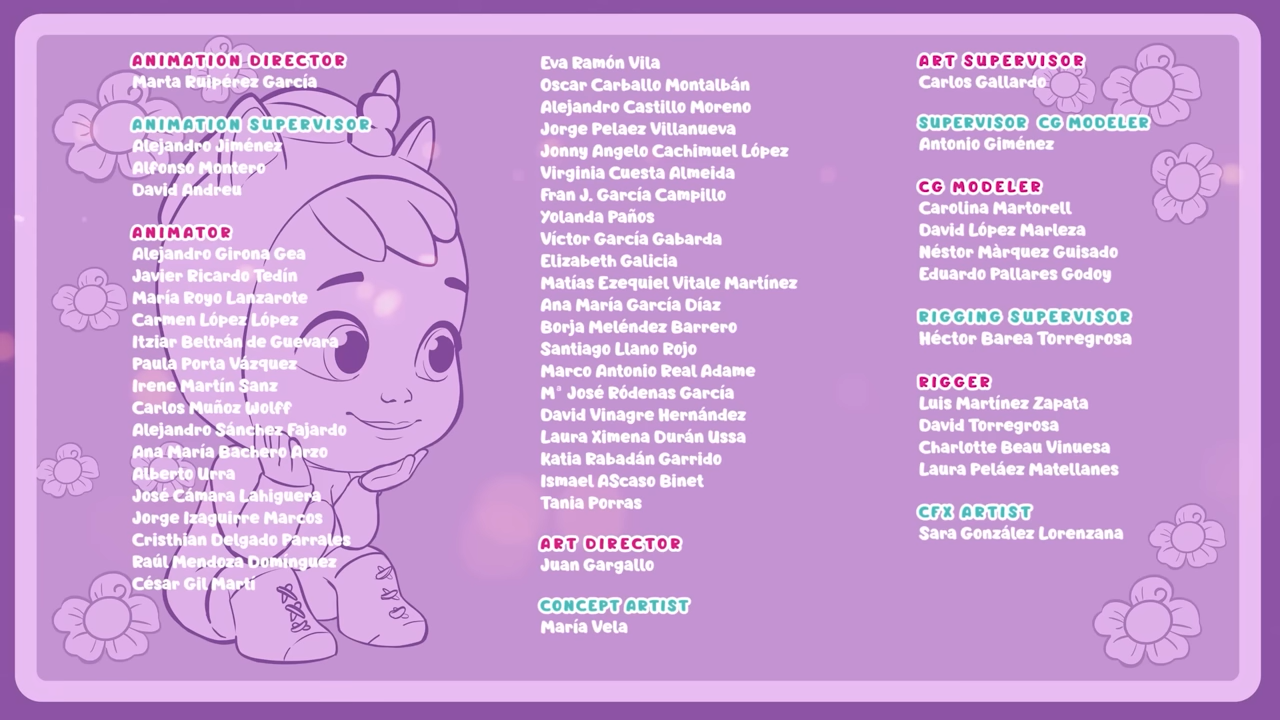 ANIMATION DIRECTOR
Marta Ruipérez García
ANIMATION SUPERVISOR
Alejandro Jiménez
Alfonso Montero
David Andreu
ANIMATOR
Alejandro Girona Gea
Javier Ricardo Tedín
María Royo Lanzarote
Carmen López López
Itziar Beltrán de Guevara
Paula Porta Vázquez
Irene Martín Sanz
Carlos Muñoz Wolff
Alejandro Sánchez Fajardo
Ana María Bachero Arzo
Alberto Urra
José Cámara Lahiguera
Jorge Izaguirre Marcos
Cristhian Delgado Parrales
Raúl Mendoza Domínguez
César Gil Martí
Eva Ramón Vila
Oscar Carballo Montalbán
Alejandro Castillo Moreno
Jorge Pelaez Villanueva
Jonny Angelo Cachimuel López
Virginia Cuesta Almeida
Fran J. García Campillo
Yolanda Paños
Víctor García Gabarda
Elizabeth Galicia
Matías Ezequiel Vitale Martínez
Ana María García Díaz
Borja Meléndez Barrero
Santiago Llano Rojo
Marco Antonio Real Adame
Mª José Ródenas García
David Vinagre Hernández
Laura Ximena Durán Ussa
Katia Rabadán Garrido
Ismael AScaso Binet
Tania Porras
ART DIRECTOR
Juan Gargallo
CONCEPT ARTIST
María Vela
ART SUPERVISOR
Carlos Gallardo
SUPERVISOR CG MODELER
Antonio Giménez
CG MODELER
Carolina Martorell
David López Marleza
Néstor Màrquez Guisado
Eduardo Pallares Godoy
RIGGING SUPERVISOR
Héctor Barea Torregrosa
RIGGER
Luis Martínez Zapata
David Torregrosa
Charlotte Beau Vinuesa
Laura Peláez Matellanes
CFX ARTIST
Sara González Lorenzana